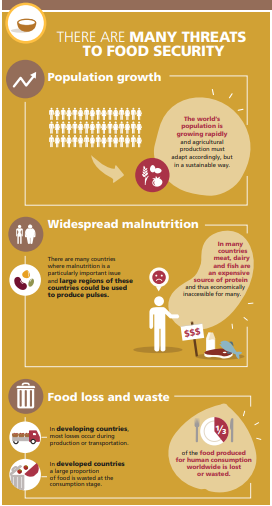 THERE ARE MANY THREATS
TO FOOD SECURITY
Population growth
The world's
population is
growing rapidly
and agricultural
production must
adapt accordingly, but
in a sustainable way.
Widespread malnutrition
There are many countries
where malnutrition is a
particularly important issue
and large regions of these
countries could be used
to produce pulses.
In many
countries
meat, dairy
and fish are
an expensive
source of protein
and thus economically
inaccessible for many.
$$$
Food loss and waste
In developing countries,
most losses occur during
production or transportation.
In developed countries
a large proportion
of food is wasted at the
consumption stage.
1/3
of the food produced
for human consumption
worldwide is lost
or wasted.